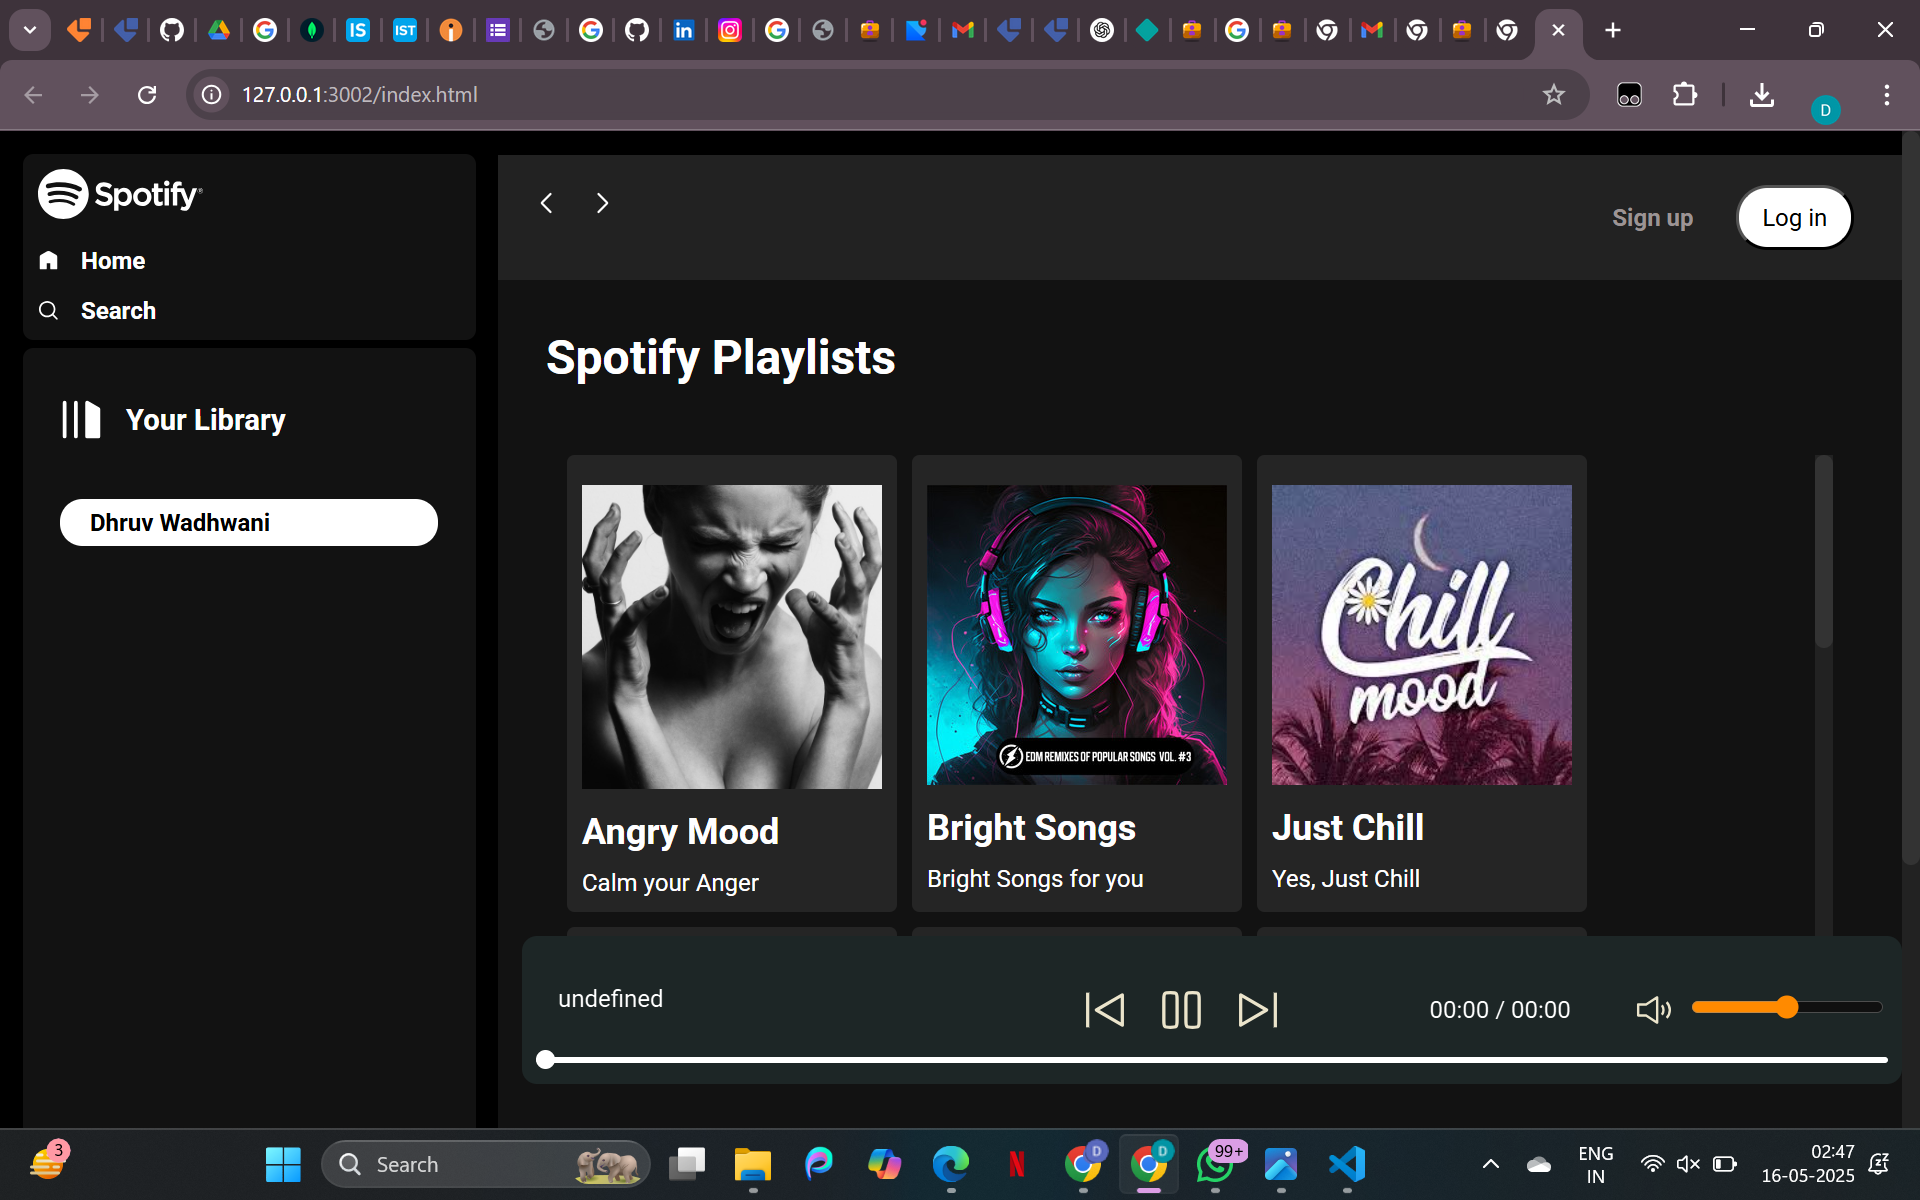 IS
IST
127.0.0.1:3002/index.html
D
Spotify®
Home
Search
Your Library
Dhruv Wadhwani
Sign up
Log in
Spotify Playlists
EDM REMIXES OF POPULAR SONGS VOL. #3
Chill
mood
Angry Mood
Calm your Anger
Bright Songs
Bright Songs for you
Just Chill
Yes, Just Chill
undefined
00:00 / 00:00
3
Search
D
D
99+
ENG
IN
02:47
16-05-2025